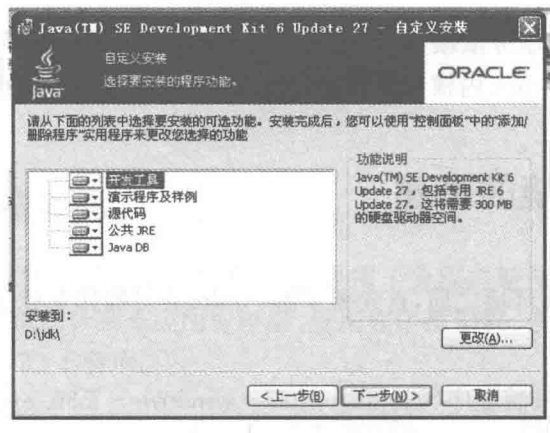 Java(TM) SE Development Kit 6 Update 27 - 自定义安装
自定义安装
选择要安装的程序功能。
Java
ORACLE
请从下面的列表中选择要安装的可选功能。安装完成后，您可以使用“控制面板”中的“添加/
删除程序”实用程序来更改您选择的功能
开发工具
演示程序及样例
源代码
公共 JRE
Java DB
功能说明
Java(TM) SE Development Kit 6
Update 27，包括专用 JRE 6
Update 27。这将需要 300 MB
的硬盘驱动器空间。
安装到：
D:\jdk\
更改(A)...
<上一步(B)
下一步(N) >
取消